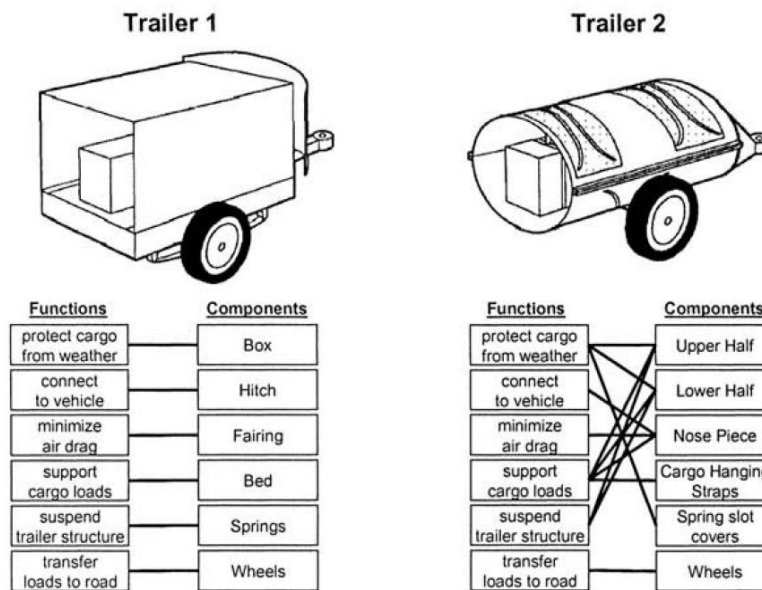 Trailer 1
Trailer 2
Functions
Components
protect cargo
from weather
Box
connect
to vehicle
Hitch
minimize
air drag
Fairing
support
cargo loads
Bed
suspend
trailer structure
Springs
transfer
loads to road
Wheels
Functions
Components
protect cargo
from weather
Upper Half
connect
to vehicle
Lower Half
minimize
air drag
Nose Piece
support
cargo loads
Cargo Hanging
Straps
suspend
trailer structure
Spring slot
covers
transfer
loads to road
Wheels